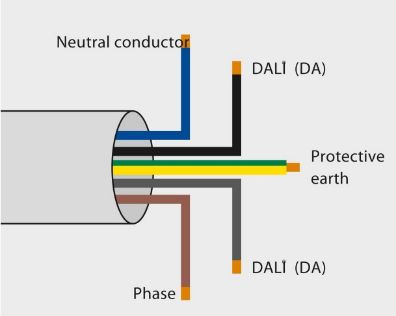 Neutral conductor
DALI̎ (DA)
Protective
earth
DALI̎ (DA)
Phase